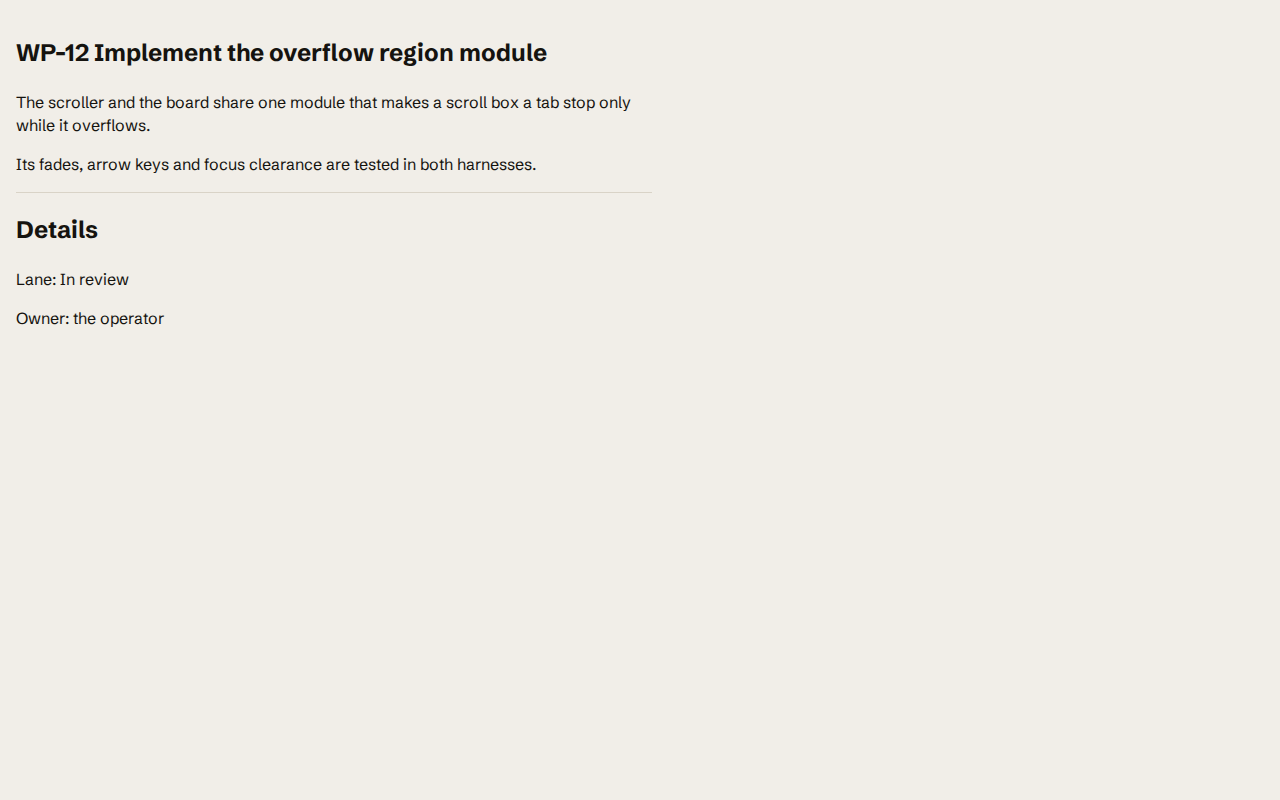 WP-12 Implement the overflow region module
The scroller and the board share one module that makes a scroll box a tab stop only
while it overflows.
Its fades, arrow keys and focus clearance are tested in both harnesses.
Details
Lane: In review
Owner: the operator